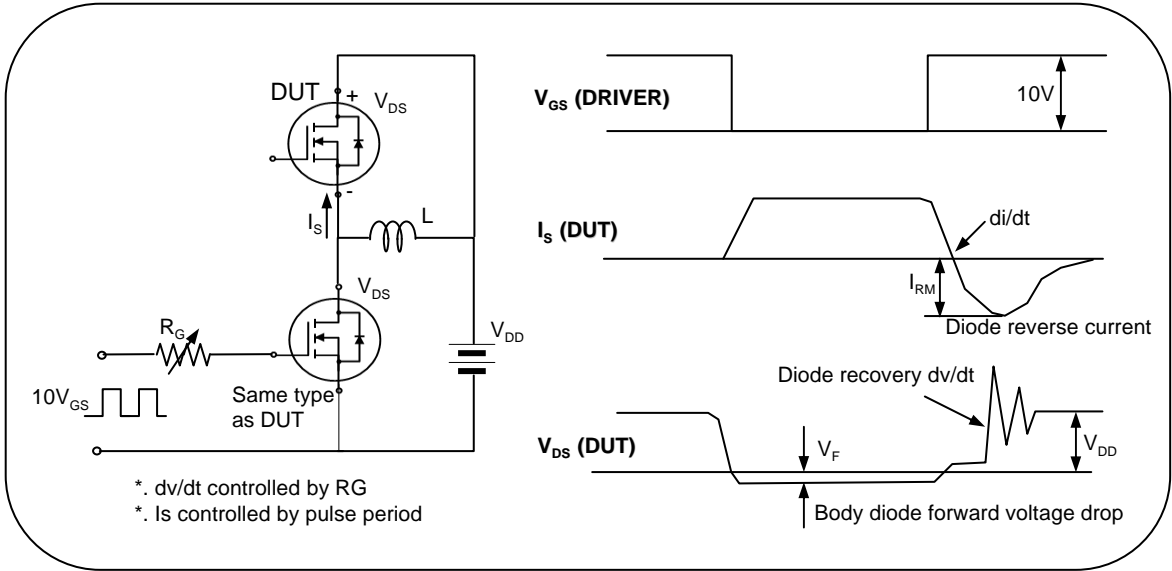 DUT
+
V_DS
-
I_S
L
V_DS
R_G
V_DD
10V_GS
Same type
as DUT
*. dv/dt controlled by RG
*. Is controlled by pulse period
V_GS (DRIVER)
10V
I_S (DUT)
di/dt
I_RM
Diode reverse current
Diode recovery dv/dt
V_DS (DUT)
V_F
V_DD
Body diode forward voltage drop